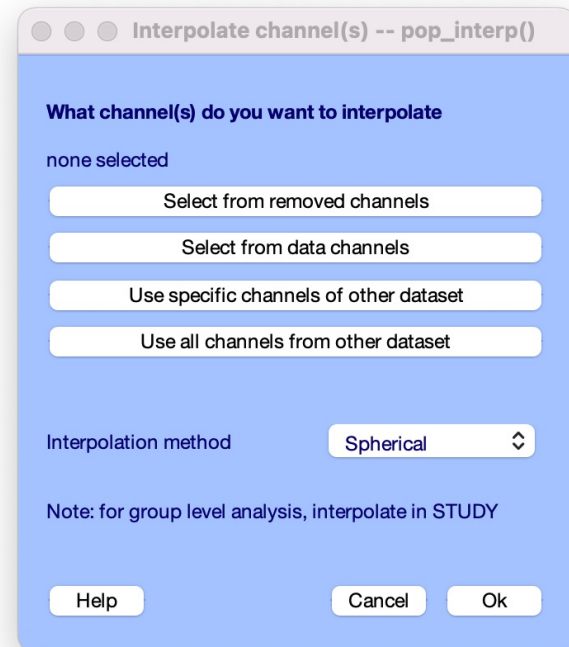 Interpolate channel(s) -- pop_interp()
What channel(s) do you want to interpolate
none selected
Select from removed channels
Select from data channels
Use specific channels of other dataset
Use all channels from other dataset
Interpolation method Spherical
Note: for group level analysis, interpolate in STUDY
Help Cancel Ok